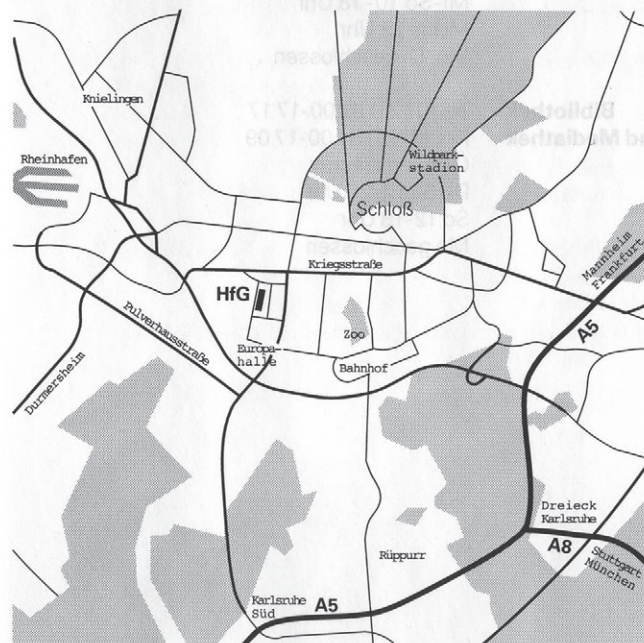 Knielingen
Rheinhafen
Wildpark-
stadion
Schloß
Mannheim
Frankfurt
Kriegsstraße
HfG
Pulverhausstraße
Europa-
halle
Zoo
Bahnhof
A5
Durmersheim
Dreieck
Karlsruhe
A8
Stuttgart
München
Rüppurr
Karlsruhe
Süd
A5